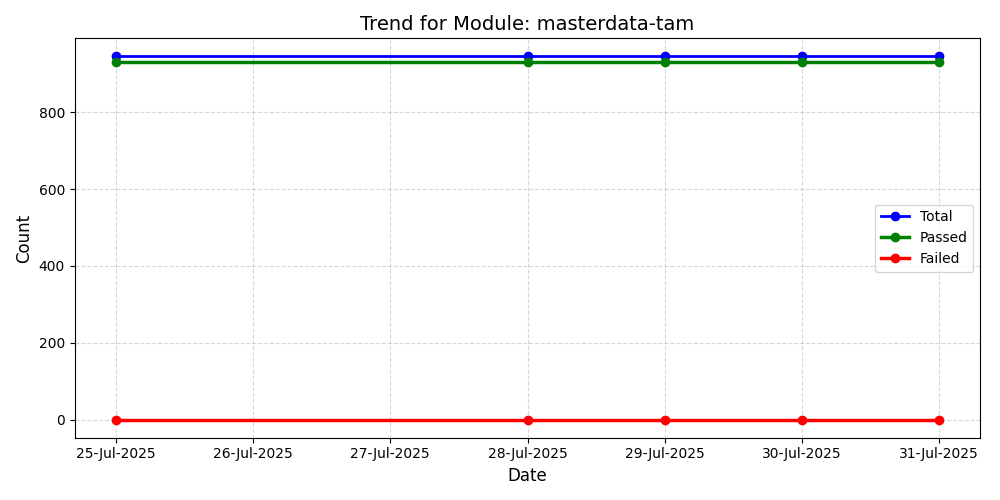 Trend for Module: masterdata-tam
800
600
400
200
0
Count
Total
Passed
Failed
25-Jul-2025 26-Jul-2025 27-Jul-2025 28-Jul-2025 29-Jul-2025 30-Jul-2025 31-Jul-2025
Date